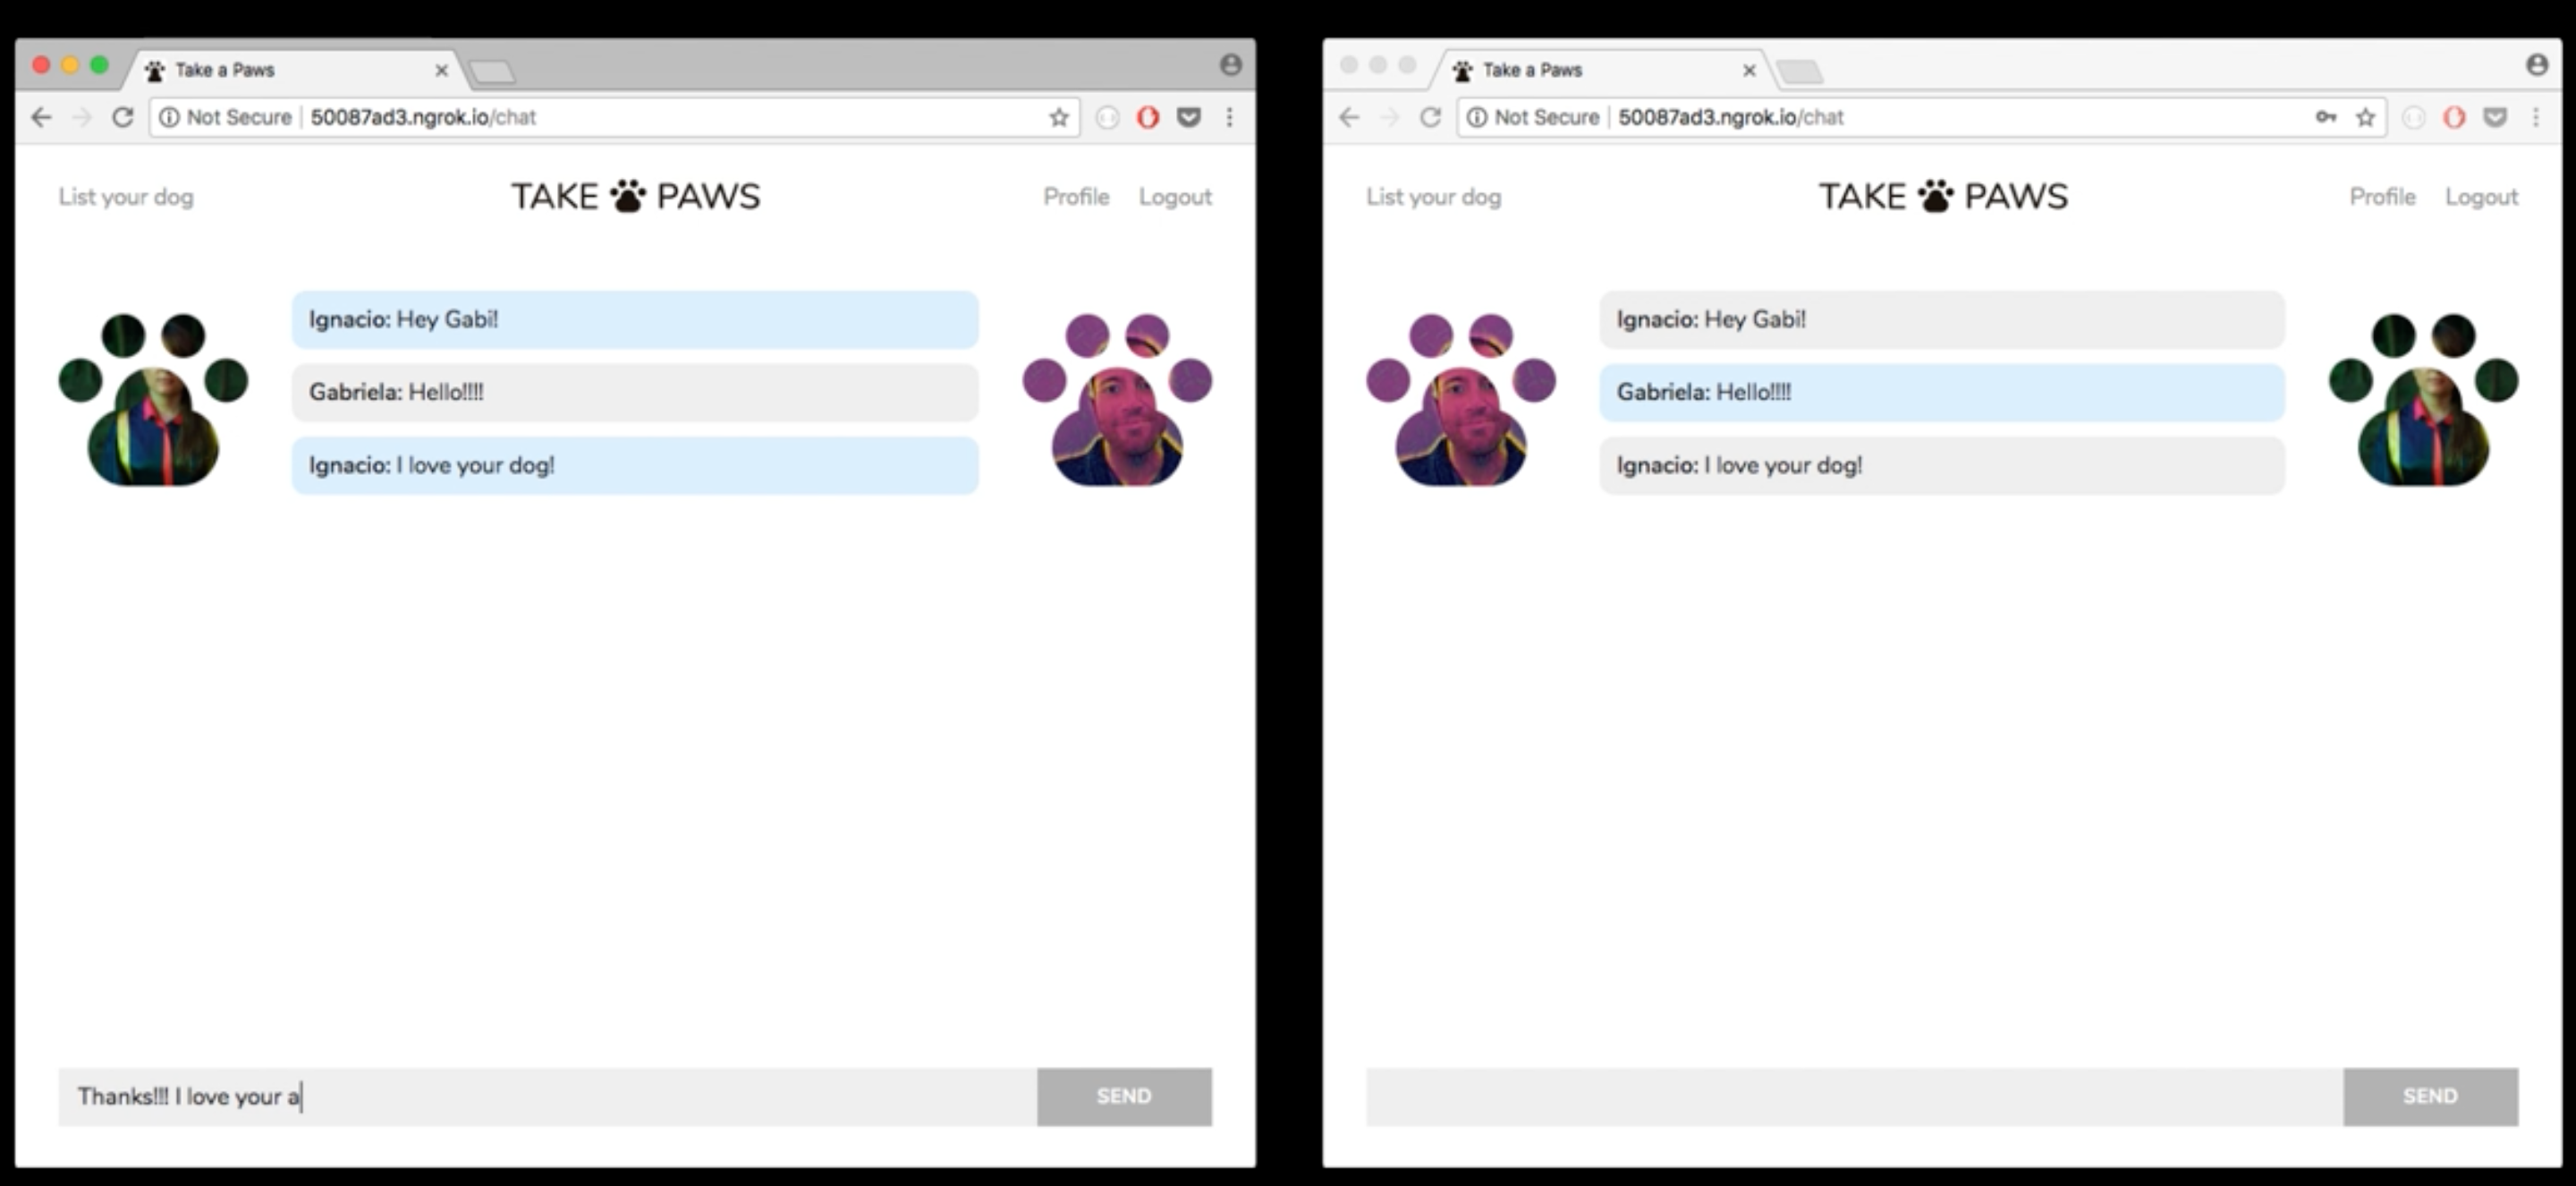 Take a Paws
Not Secure | 50087ad3.ngrok.io/chat
List your dog
TAKE PAWS
Profile Logout
Ignacio: Hey Gabi!
Gabriela: Hello!!!!
Ignacio: I love your dog!
Thanks!!! I love your a
SEND
Take a Paws
Not Secure | 50087ad3.ngrok.io/chat
List your dog
TAKE PAWS
Profile Logout
Ignacio: Hey Gabi!
Gabriela: Hello!!!!
Ignacio: I love your dog!
SEND